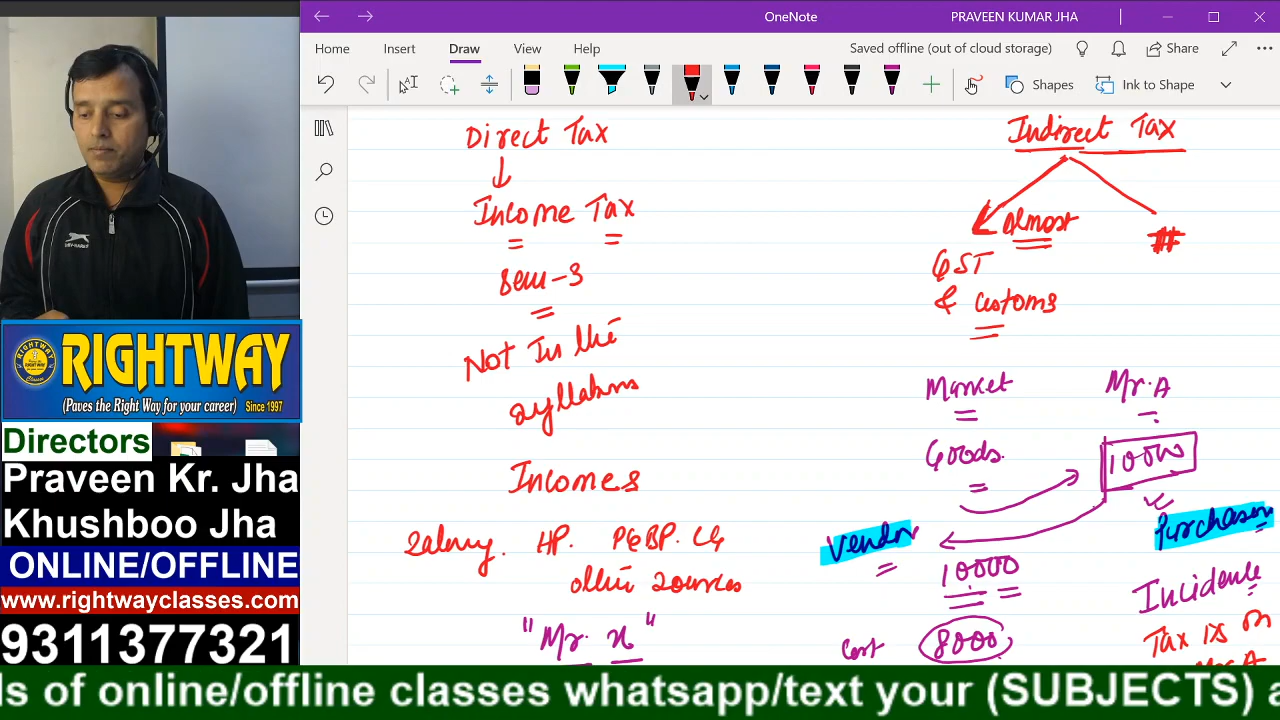 OneNote
PRAVEEN KUMAR JHA
Home Insert Draw View Help
Saved offline (out of cloud storage)
Share
Shapes
Ink to Shape
Direct Tax
Income Tax
Sem-3
Not In the
syllabus
Incomes
Salary. HP. PGBP. CG
other sources
"Mr. x"
Indirect Tax
Almost
GST
& Customs
Market Mr. A
Goods. 10000
Vendor
Purchaser
10000
Cost 8000
Incidence
Tax is on
Mr. A
RIGHTWAY
(Paves the Right Way for your career) Since 1997
Directors
Praveen Kr. Jha
Khushboo Jha
ONLINE/OFFLINE
www.rightwayclasses.com
9311377321
ls of online/offline classes whatsapp/text your (SUBJECTS) a